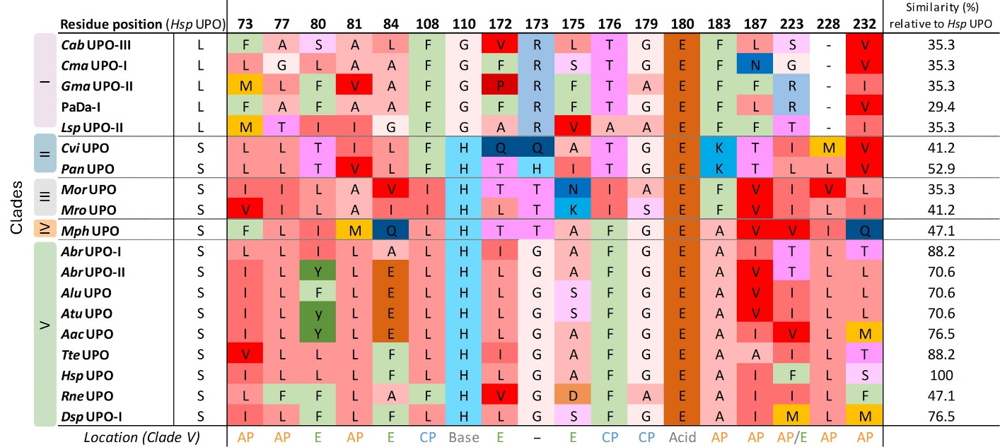 Similarity (%)
Residue position (Hsp UPO) 73 77 80 81 84 108 110 172 173 175 176 179 180 183 187 223 228 232 relative to Hsp UPO
Clades
I
Cab UPO-III L F A S A L F G V R L T G E F L S - V 35.3
Cma UPO-I L L G L A A F G F R S T G E F N G - V 35.3
Gma UPO-II L M L F V A F G P R F T A E F F R - I 35.3
PaDa-I L F A F A A F G F R F T G E F L R - V 29.4
Lsp UPO-II L M T I I G F G A R V A A E F F T - I 35.3
II
Cvi UPO S L L T I L F H Q Q A T G E K T I M V 41.2
Pan UPO S L L T V L F H T H I T G E K T L L V 52.9
III
Mor UPO S I I L A V I H T T N I A E F V I V L 35.3
Mro UPO S V I L A I I H L T K I S E F V I L I 41.2
IV
Mph UPO S F L I M Q L H T T A F G E A V V I Q 47.1
V
Abr UPO-I S L L I L A L H I G A F G E A I T L T 88.2
Abr UPO-II S I L Y L E L H L G A F G E A V T L L 70.6
Alu UPO S I L F L E L H L G S F G E A V I L L 70.6
Atu UPO S I L y L E L H L G S F G E A V I L L 70.6
Aac UPO S I L Y L E L H L G A F G E A I V L M 76.5
Tte UPO S V L L L F L H I G A F G E A A I L T 88.2
Hsp UPO S I L L L F L H L G A F G E A I F L S 100
Rne UPO S L F F L A F H V G D F A E A I I L F 47.1
Dsp UPO-I S I L F L F L H L G S F G E A I M L M 76.5
Location (Clade V) AP AP E AP E CP Base E – E CP CP Acid AP AP AP/E AP AP